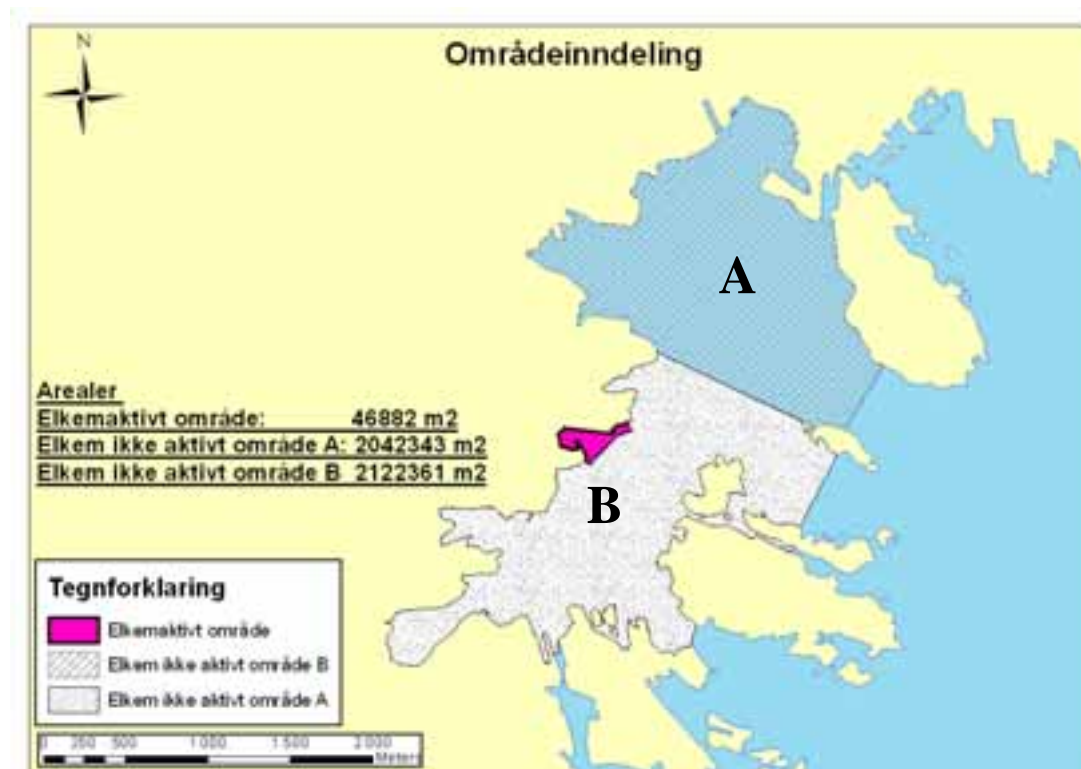 Områdeinndeling
N
A
Arealer
Elkemaktivt område: 46882 m2
Elkem ikke aktivt område A: 2042343 m2
Elkem ikke aktivt område B 2122361 m2
B
Tegnforklaring
Elkemaktivt område
Elkem ikke aktivt område B
Elkem ikke aktivt område A
0 250 500 1 000 1 500 2 000
Meters